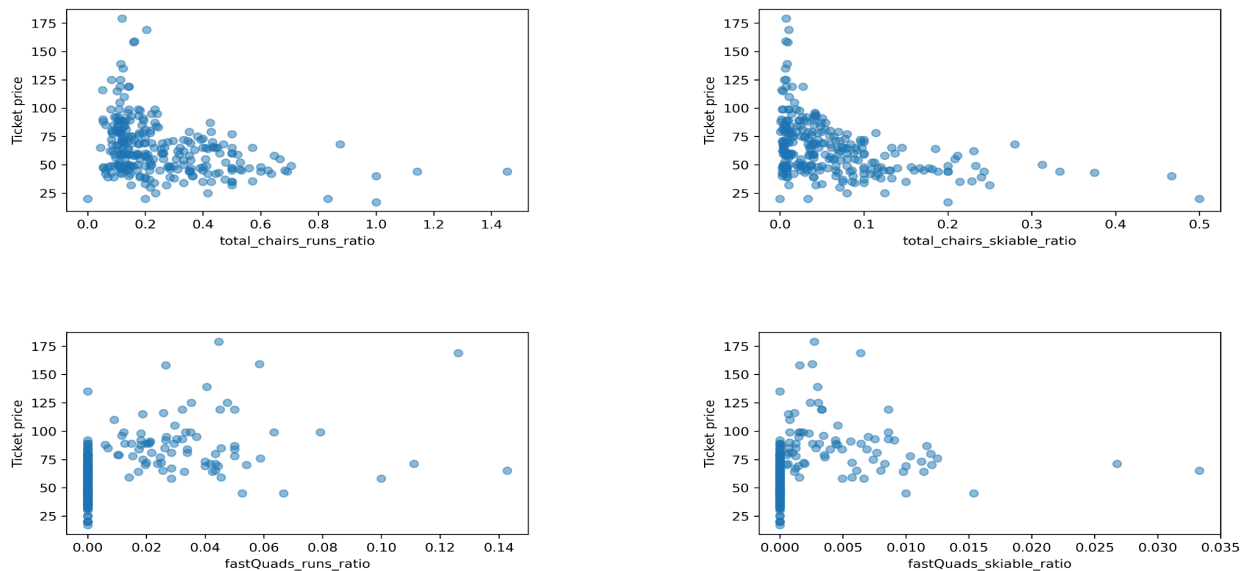 175
150
125
100
75
50
25
Ticket price
0.0 0.2 0.4 0.6 0.8 1.0 1.2 1.4
total_chairs_runs_ratio
175
150
125
100
75
50
25
Ticket price
0.0 0.1 0.2 0.3 0.4 0.5
total_chairs_skiable_ratio
175
150
125
100
75
50
25
Ticket price
0.00 0.02 0.04 0.06 0.08 0.10 0.12 0.14
fastQuads_runs_ratio
175
150
125
100
75
50
25
Ticket price
0.000 0.005 0.010 0.015 0.020 0.025 0.030 0.035
fastQuads_skiable_ratio